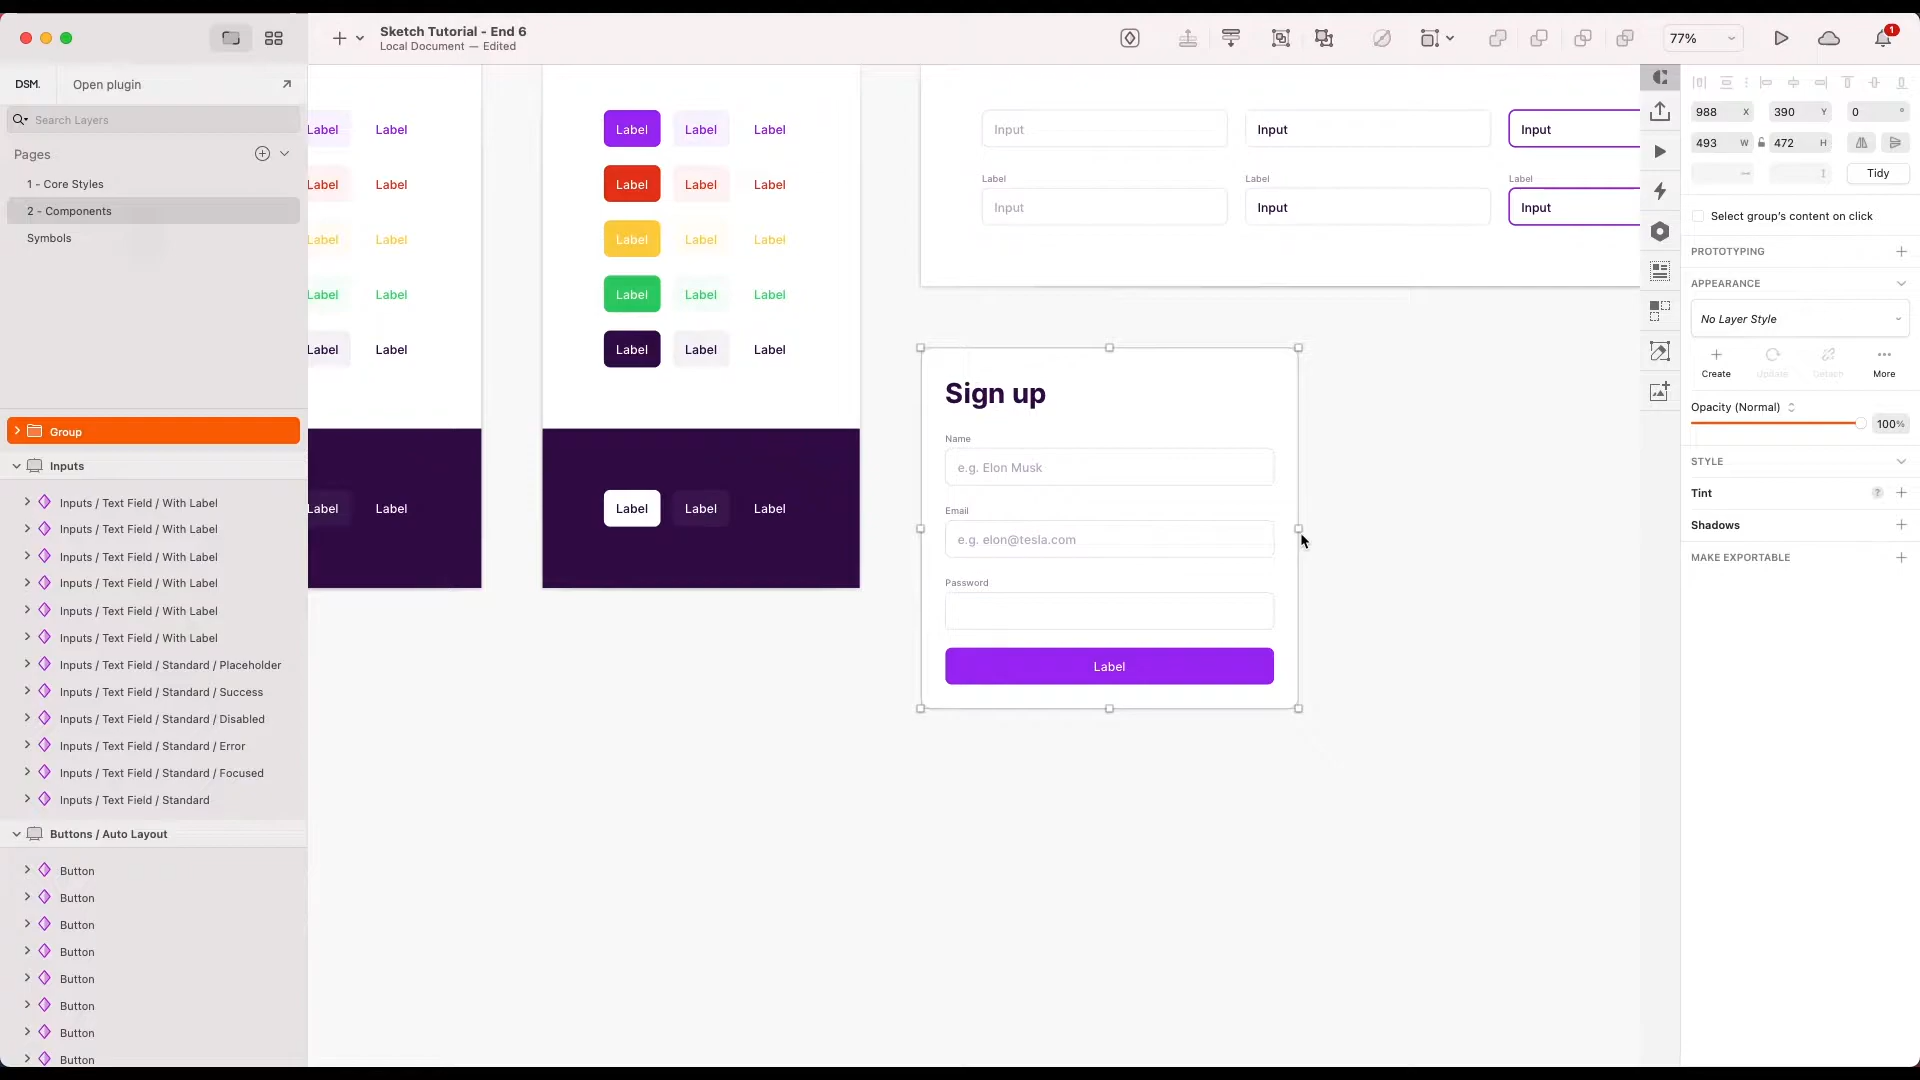 Sketch Tutorial - End 6
Local Document — Edited
77%
1
DSM.
Open plugin
Search Layers
Pages
1 - Core Styles
2 - Components
Symbols
Group
Inputs
Inputs / Text Field / With Label
Inputs / Text Field / With Label
Inputs / Text Field / With Label
Inputs / Text Field / With Label
Inputs / Text Field / With Label
Inputs / Text Field / With Label
Inputs / Text Field / Standard / Placeholder
Inputs / Text Field / Standard / Success
Inputs / Text Field / Standard / Disabled
Inputs / Text Field / Standard / Error
Inputs / Text Field / Standard / Focused
Inputs / Text Field / Standard
Buttons / Auto Layout
Button
Button
Button
Button
Button
Button
Button
Button
Label Label
Label Label
Label Label
Label Label
Label Label
Label Label
Label Label Label
Label Label Label
Label Label Label
Label Label Label
Label Label Label
Label Label Label
Input Input Input
Label Label Label
Input Input Input
Sign up
Name
e.g. Elon Musk
Email
e.g. elon@tesla.com
Password
Label
988 X 390 Y 0 °
493 W 472 H
Tidy
Select group's content on click
PROTOTYPING
APPEARANCE
No Layer Style
Create Update Detach More
Opacity (Normal)
100%
STYLE
Tint ?
Shadows
MAKE EXPORTABLE